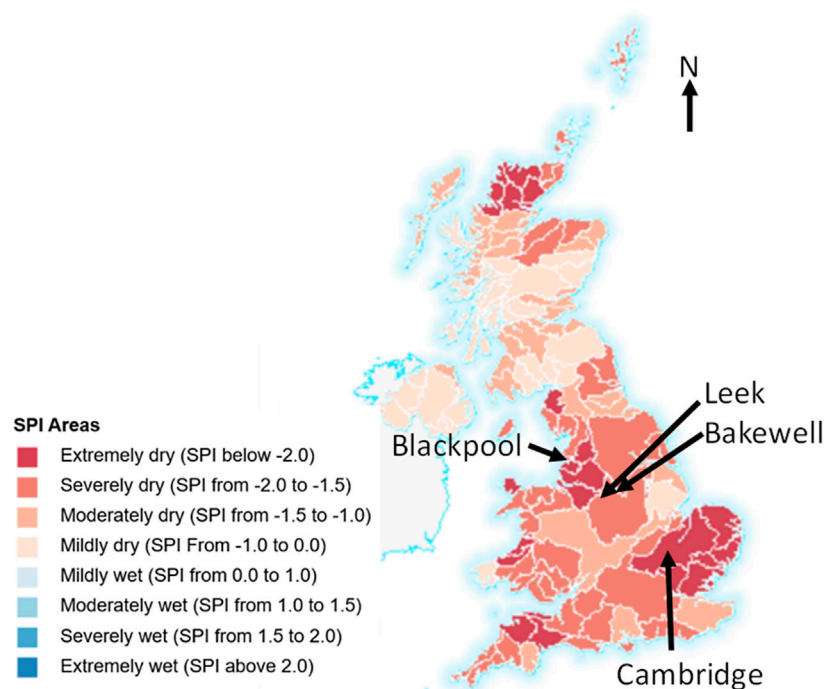 N
Leek
Bakewell
Blackpool
SPI Areas
Extremely dry (SPI below -2.0)
Severely dry (SPI from -2.0 to -1.5)
Moderately dry (SPI from -1.5 to -1.0)
Mildly dry (SPI From -1.0 to 0.0)
Mildly wet (SPI from 0.0 to 1.0)
Moderately wet (SPI from 1.0 to 1.5)
Severely wet (SPI from 1.5 to 2.0)
Extremely wet (SPI above 2.0)
Cambridge